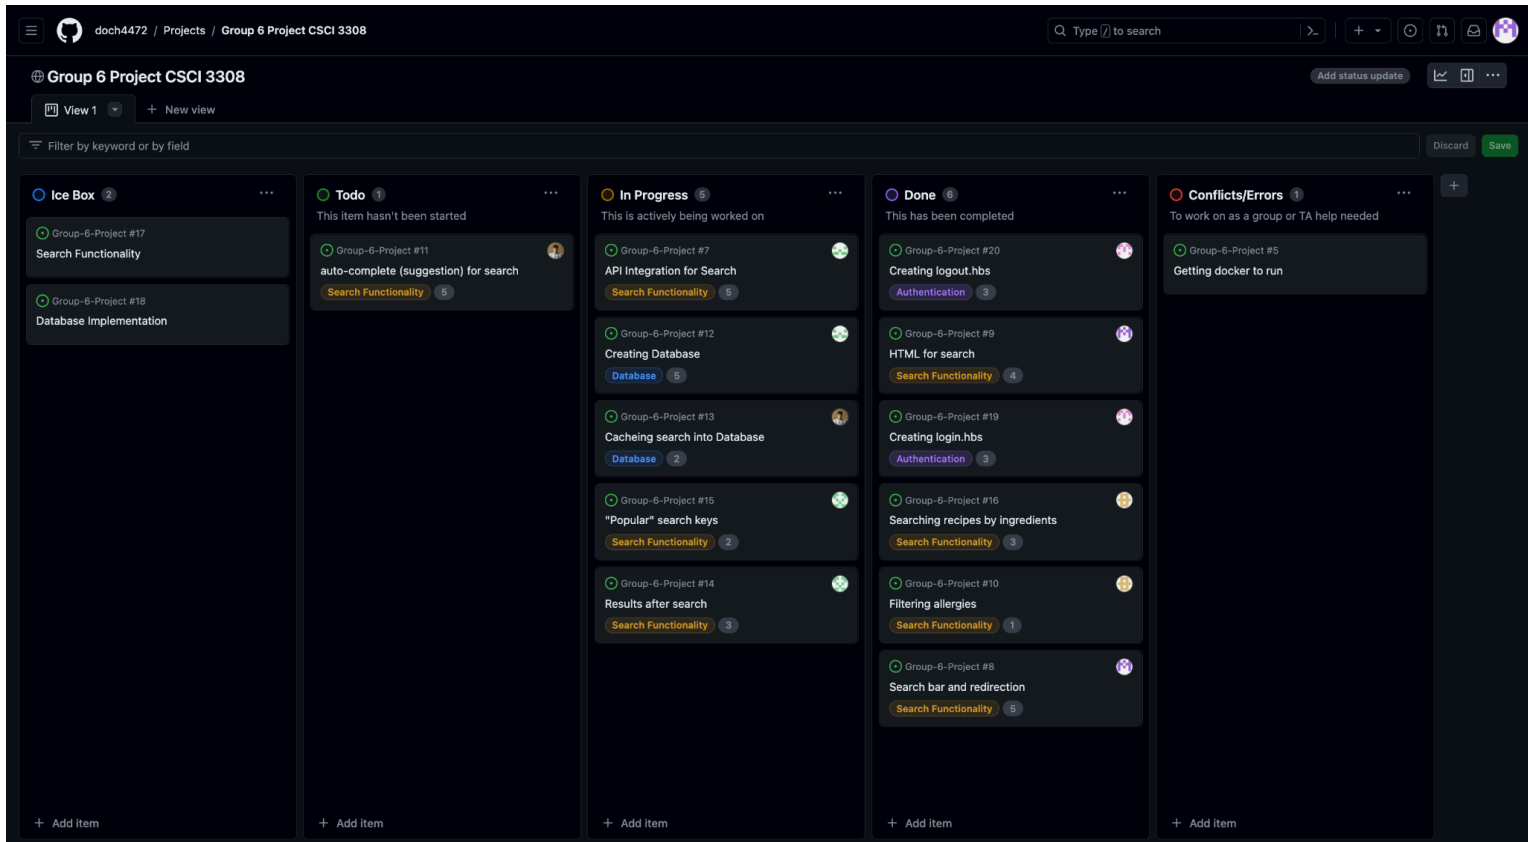 doch4472 / Projects / Group 6 Project CSCI 3308
Type / to search
Group 6 Project CSCI 3308
Add status update
View 1
New view
Filter by keyword or by field
Discard
Save
Ice Box 2
Group-6-Project #17
Search Functionality
Group-6-Project #18
Database Implementation
Add item
Todo 1
This item hasn't been started
Group-6-Project #11
auto-complete (suggestion) for search
Search Functionality 5
Add item
In Progress 5
This is actively being worked on
Group-6-Project #7
API Integration for Search
Search Functionality 5
Group-6-Project #12
Creating Database
Database 5
Group-6-Project #13
Cacheing search into Database
Database 2
Group-6-Project #15
"Popular" search keys
Search Functionality 2
Group-6-Project #14
Results after search
Search Functionality 3
Add item
Done 6
This has been completed
Group-6-Project #20
Creating logout.hbs
Authentication 3
Group-6-Project #9
HTML for search
Search Functionality 4
Group-6-Project #19
Creating login.hbs
Authentication 3
Group-6-Project #16
Searching recipes by ingredients
Search Functionality 3
Group-6-Project #10
Filtering allergies
Search Functionality 1
Group-6-Project #8
Search bar and redirection
Search Functionality 5
Add item
Conflicts/Errors 1
To work on as a group or TA help needed
Group-6-Project #5
Getting docker to run
Add item